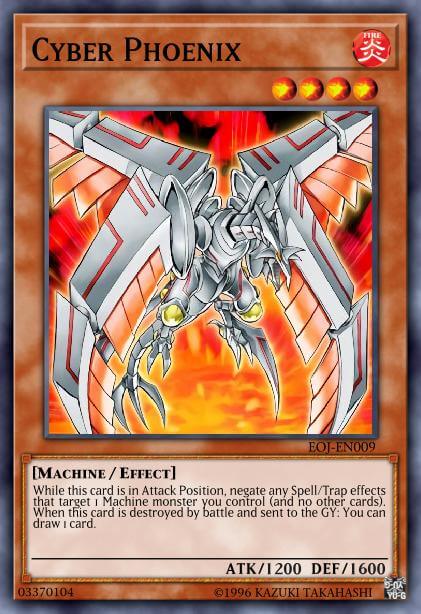 CYBER PHOENIX
FIRE
炎
EOJ-EN009
[MACHINE / EFFECT]
While this card is in Attack Position, negate any Spell/Trap effects
that target 1 Machine monster you control (and no other cards).
When this card is destroyed by battle and sent to the GY: You can
draw 1 card.
ATK/1200 DEF/1600
03370104
©1996 KAZUKI TAKAHASHI